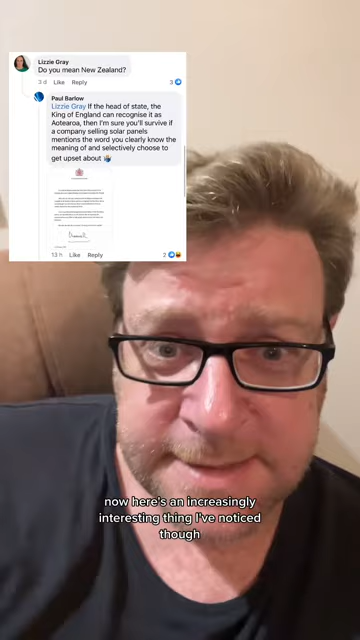 Lizzie Gray
Do you mean New Zealand?
3 d Like Reply 3
Paul Barlow
Lizzie Gray If the head of state, the
King of England can recognise it as
Aotearoa, then I'm sure you'll survive if
a company selling solar panels
mentions the word you clearly know the
meaning of and selectively choose to
get upset about
13 h Like Reply 2
now here's an increasingly
interesting thing I've noticed
though